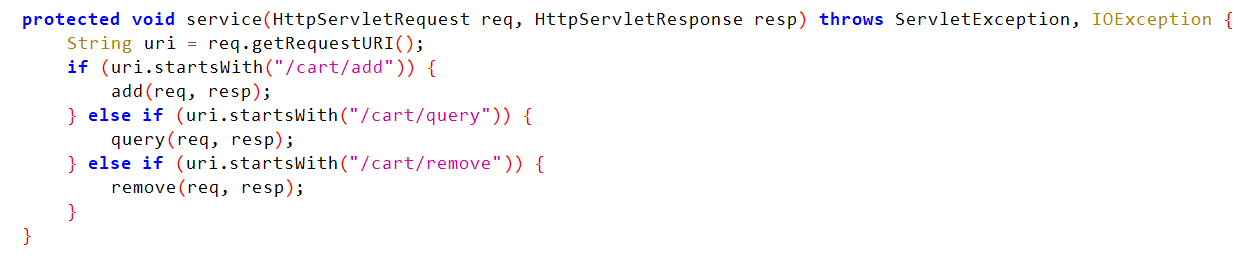 protected void service(HttpServletRequest req, HttpServletResponse resp) throws ServletException, IOException {
    String uri = req.getRequestURI();
    if (uri.startsWith("/cart/add")) {
        add(req, resp);
    } else if (uri.startsWith("/cart/query")) {
        query(req, resp);
    } else if (uri.startsWith("/cart/remove")) {
        remove(req, resp);
    }
}